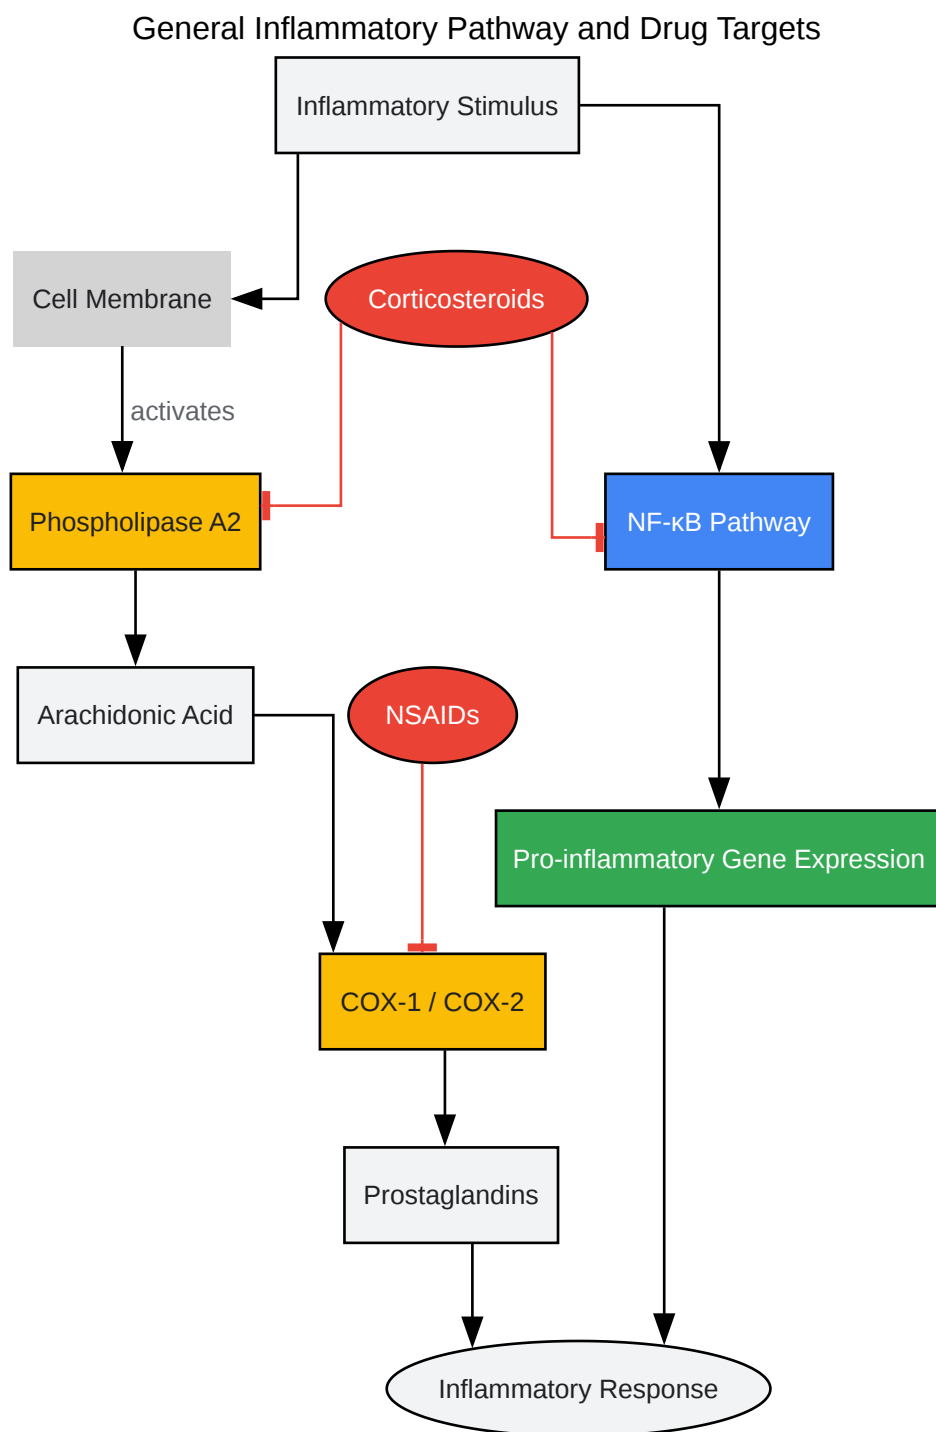 General Inflammatory Pathway and Drug Targets
Inflammatory Stimulus
Cell Membrane
Corticosteroids
activates
Phospholipase A2
NF-κB Pathway
Arachidonic Acid
NSAIDs
Pro-inflammatory Gene Expression
COX-1 / COX-2
Prostaglandins
Inflammatory Response